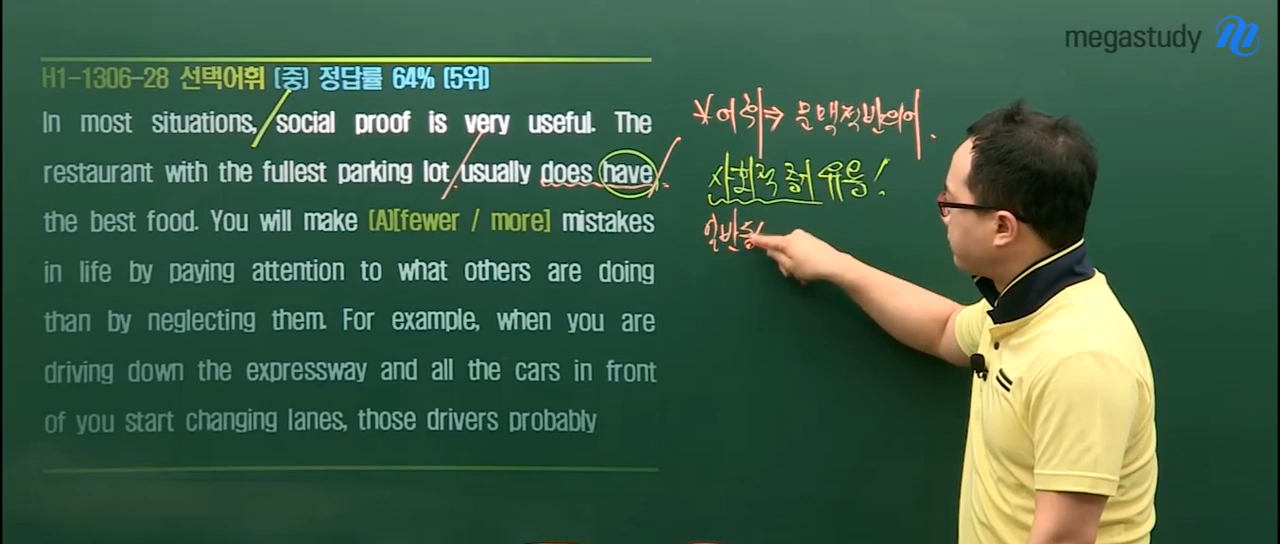 megastudy
H1-1306-28 선택어휘 (중) 정답률 64% (5위)
In most situations, social proof is very useful. The
restaurant with the fullest parking lot usually does have
the best food. You will make (A)[fewer / more] mistakes
in life by paying attention to what others are doing
than by neglecting them. For example, when you are
driving down the expressway and all the cars in front
of you start changing lanes, those drivers probably
*어휘⇒ 문맥적반의어.
사회적 증거 유용!
일반동